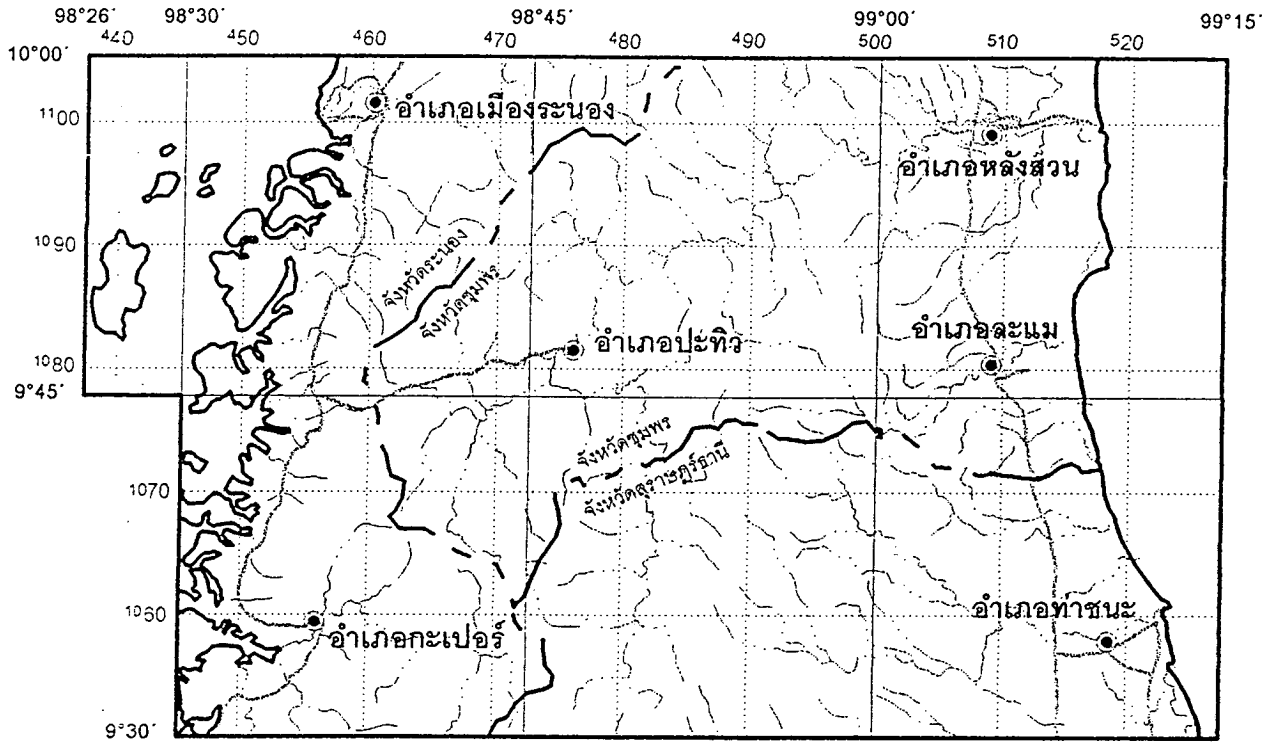 98°26´ 98°30´ 98°45´ 99°00´ 99°15´
440 450 460 470 480 490 500 510 520
10°00´
อำเภอเมืองระนอง
1100
อำเภอหลังสวน
1090
จังหวัดระนอง
จังหวัดชุมพร
อำเภอปะทิว
อำเภอละแม
1080
9°45´
จังหวัดชุมพร
จังหวัดสุราษฎร์ธานี
1070
อำเภอท่าชนะ
1060
อำเภอกะเปอร์
9°30´